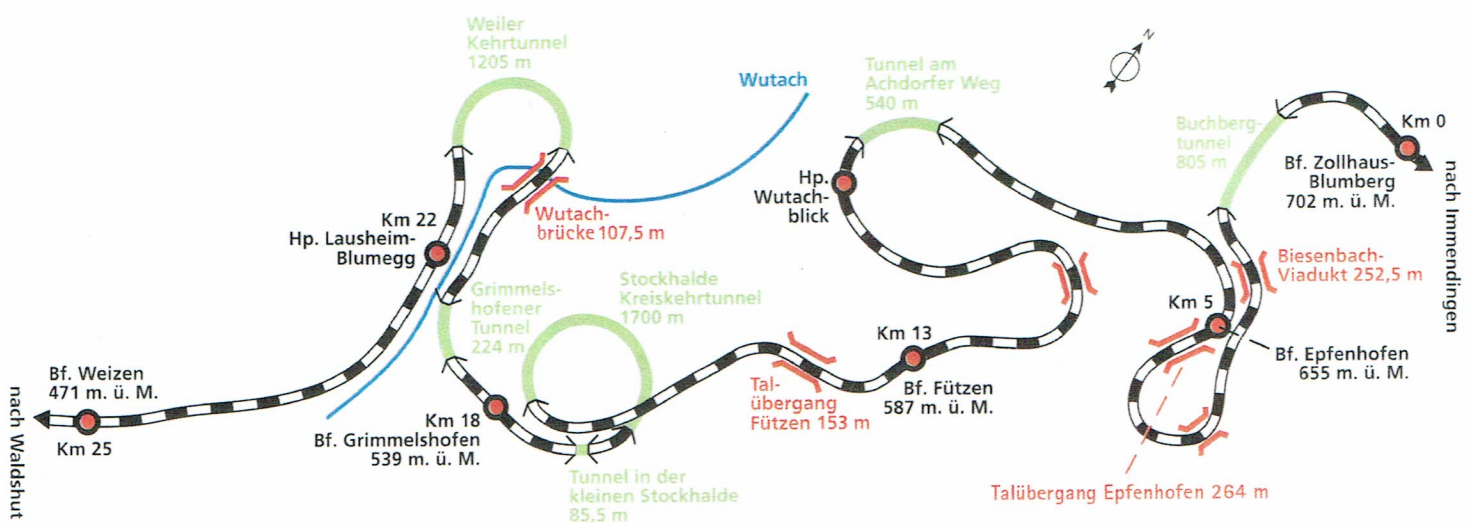 Weiler
Kehrtunnel
1205 m
Wutach
Tunnel am
Achdorfer Weg
540 m
N
Buchberg-
tunnel
805 m
Km 0
Bf. Zollhaus-
Blumberg
702 m. ü. M.
nach Immendingen
Hp.
Wutach-
blick
Km 22
Hp. Lausheim-
Blumegg
Wutach-
brücke 107,5 m
Biesenbach-
Viadukt 252,5 m
Grimmels-
hofener
Tunnel
224 m
Stockhalde
Kreiskehrtunnel
1700 m
Km 5
Km 13
Bf. Epfenhofen
655 m. ü. M.
Bf. Weizen
471 m. ü. M.
Km 25
nach Waldshut
Km 18
Bf. Grimmelshofen
539 m. ü. M.
Tal-
übergang
Fützen 153 m
Bf. Fützen
587 m. ü. M.
Tunnel in der
kleinen Stockhalde
85,5 m
Talübergang Epfenhofen 264 m